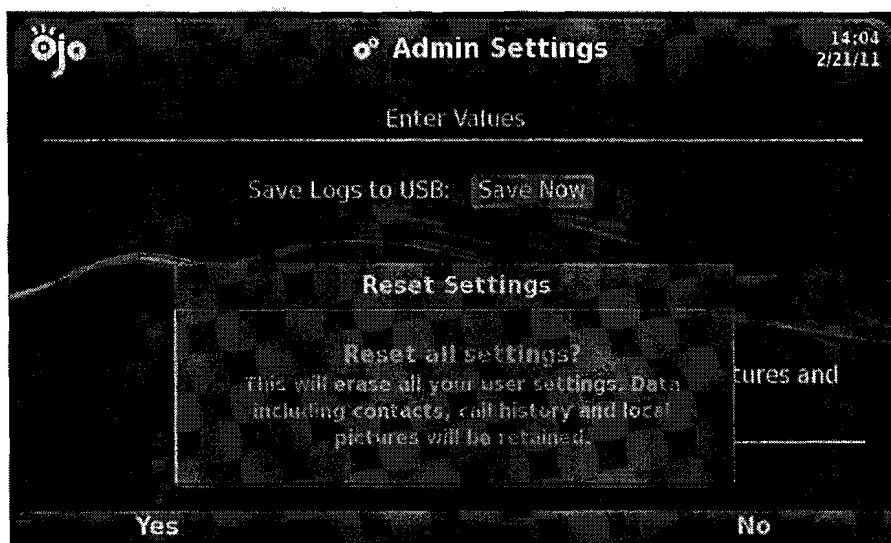 Ojo
Admin Settings
14:04
2/21/11
Enter Values
Save Logs to USB: Save Now
Reset Settings
Reset all settings?
This will erase all your user settings. Data
including contacts, call history and local
pictures will be retained.
tures and
Yes
No